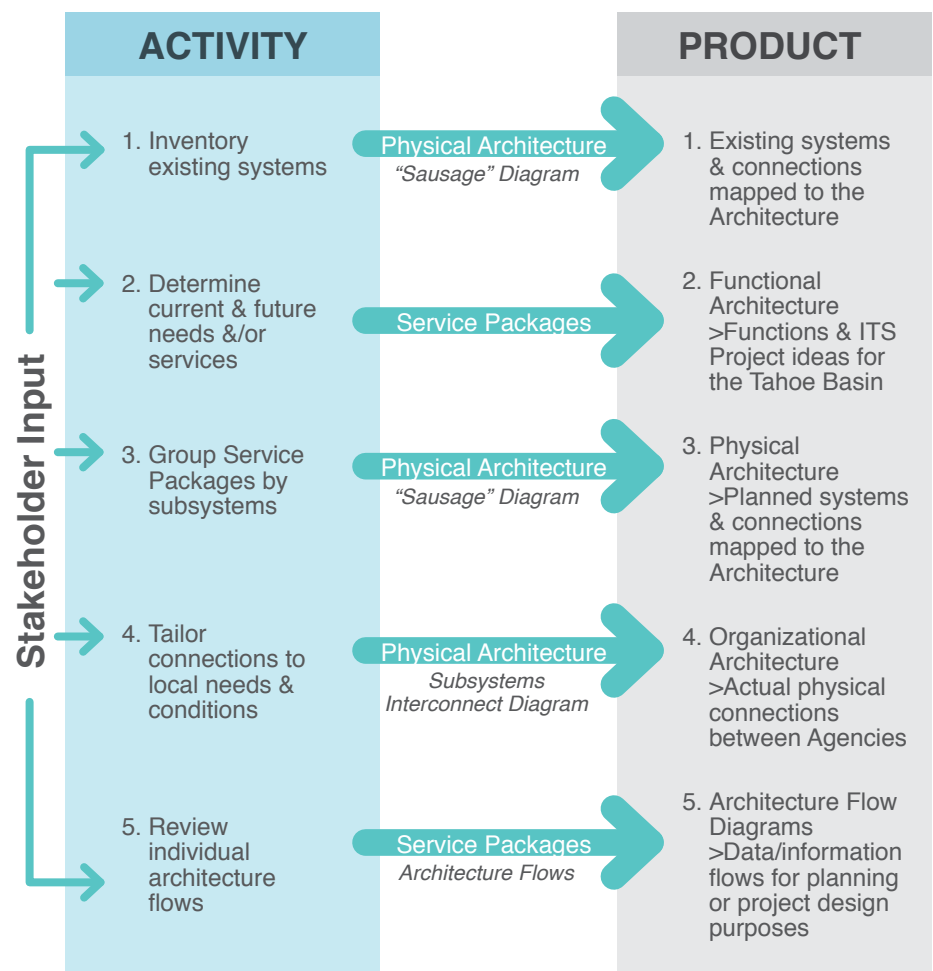 ACTIVITY
PRODUCT
Stakeholder Input
1. Inventory
existing systems
Physical Architecture
“Sausage” Diagram
1. Existing systems
& connections
mapped to the
Architecture
2. Determine
current & future
needs &/or
services
Service Packages
2. Functional
Architecture
>Functions & ITS
Project ideas for
the Tahoe Basin
3. Group Service
Packages by
subsystems
Physical Architecture
“Sausage” Diagram
3. Physical
Architecture
>Planned systems
& connections
mapped to the
Architecture
4. Tailor
connections to
local needs &
conditions
Physical Architecture
Subsystems
Interconnect Diagram
4. Organizational
Architecture
>Actual physical
connections
between Agencies
5. Review
individual
architecture
flows
Service Packages
Architecture Flows
5. Architecture Flow
Diagrams
>Data/information
flows for planning
or project design
purposes